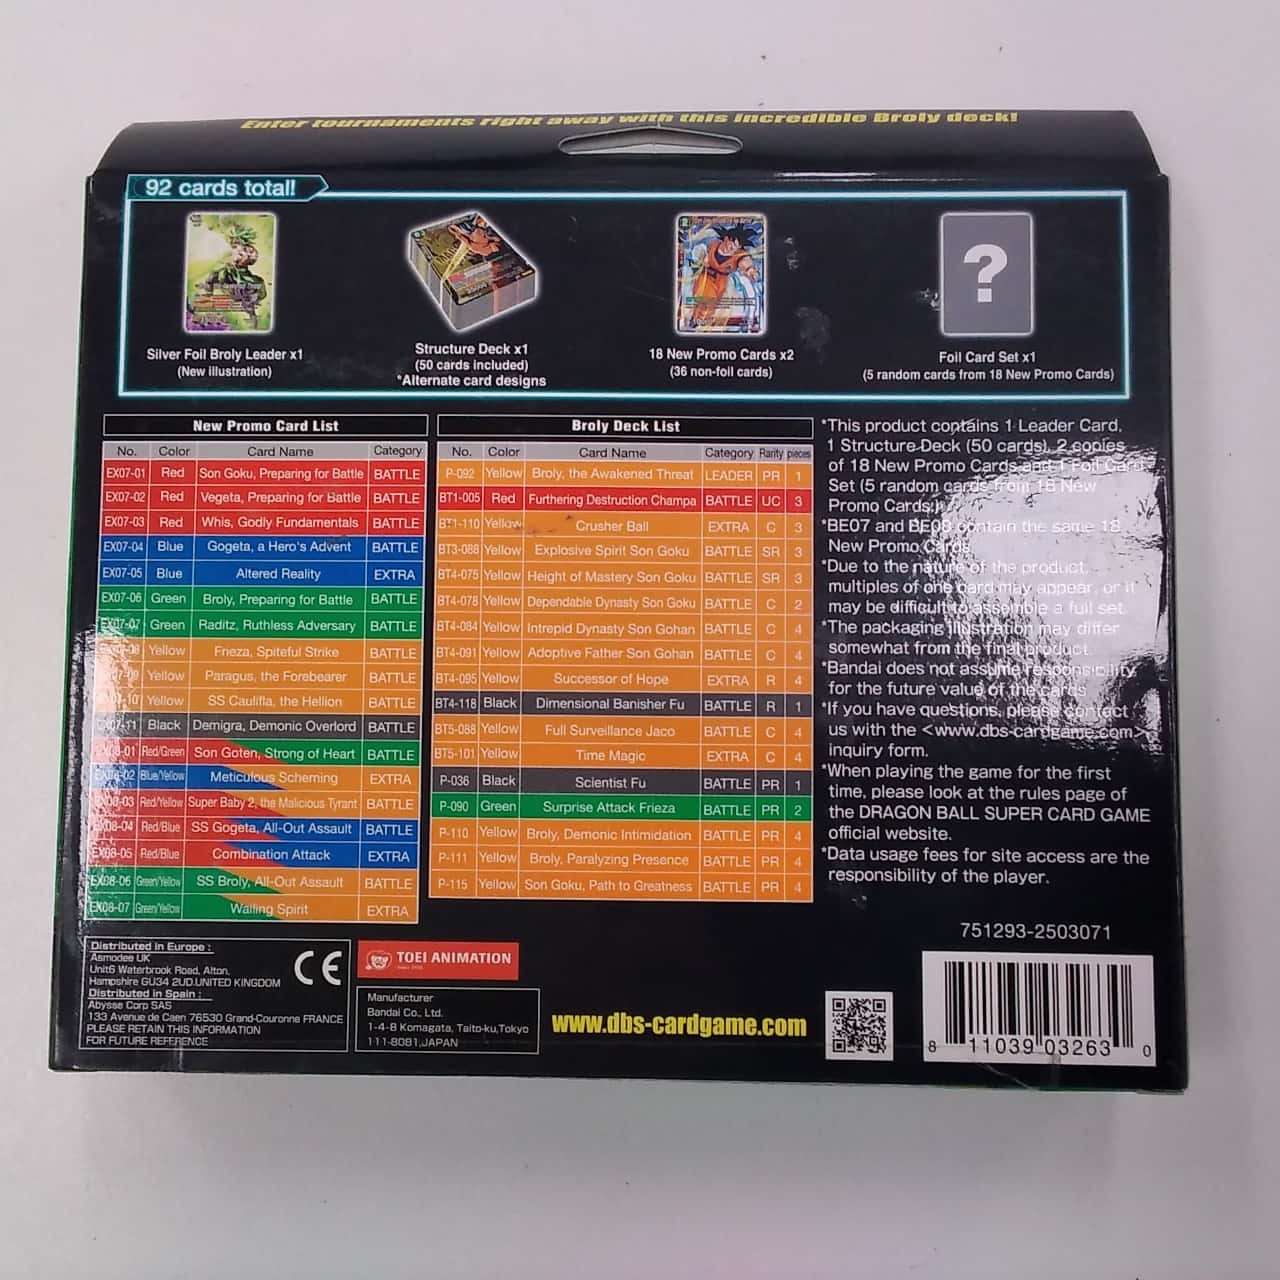 Enter tournaments right away with this incredible Broly deck!
92 cards total!
Silver Foil Broly Leader x1
(New illustration)
Structure Deck x1
(50 cards included)
*Alternate card designs
18 New Promo Cards x2
(36 non-foil cards)
?
Foil Card Set x1
(5 random cards from 18 New Promo Cards)
New Promo Card List
No. Color Card Name Category
EX07-01 Red Son Goku, Preparing for Battle BATTLE
EX07-02 Red Vegeta, Preparing for Battle BATTLE
EX07-03 Red Whis, Godly Fundamentals BATTLE
EX07-04 Blue Gogeta, a Hero's Advent BATTLE
EX07-05 Blue Altered Reality EXTRA
EX07-06 Green Broly, Preparing for Battle BATTLE
EX07-07 Green Raditz, Ruthless Adversary BATTLE
EX07-08 Yellow Frieza, Spiteful Strike BATTLE
EX07-09 Yellow Paragus, the Forebearer BATTLE
EX07-10 Yellow SS Caulifla, the Hellion BATTLE
EX07-11 Black Demigra, Demonic Overlord BATTLE
EX08-01 Red/Green Son Goten, Strong of Heart BATTLE
EX08-02 Blue/Yellow Meticulous Scheming EXTRA
EX08-03 Red/Yellow Super Baby 2, the Malicious Tyrant BATTLE
EX08-04 Red/Blue SS Gogeta, All-Out Assault BATTLE
EX08-05 Red/Blue Combination Attack EXTRA
EX08-06 Green/Yellow SS Broly, All-Out Assault BATTLE
EX08-07 Green/Yellow Wailing Spirit EXTRA
Broly Deck List
No. Color Card Name Category Rarity pieces
P-092 Yellow Broly, the Awakened Threat LEADER PR 1
BT1-005 Red Furthering Destruction Champa BATTLE UC 3
BT1-110 Yellow Crusher Ball EXTRA C 3
BT3-088 Yellow Explosive Spirit Son Goku BATTLE SR 3
BT4-075 Yellow Height of Mastery Son Goku BATTLE SR 3
BT4-078 Yellow Dependable Dynasty Son Goku BATTLE C 2
BT4-084 Yellow Intrepid Dynasty Son Gohan BATTLE C 4
BT4-091 Yellow Adoptive Father Son Gohan BATTLE C 4
BT4-095 Yellow Successor of Hope EXTRA R 4
BT4-118 Black Dimensional Banisher Fu BATTLE R 1
BT5-088 Yellow Full Surveillance Jaco BATTLE C 4
BT5-101 Yellow Time Magic EXTRA C 4
P-036 Black Scientist Fu BATTLE PR 1
P-090 Green Surprise Attack Frieza BATTLE PR 2
P-110 Yellow Broly, Demonic Intimidation BATTLE PR 4
P-111 Yellow Broly, Paralyzing Presence BATTLE PR 4
P-115 Yellow Son Goku, Path to Greatness BATTLE PR 4
*This product contains 1 Leader Card,
1 Structure Deck (50 cards), 2 copies
of 18 New Promo Cards and 1 Foil Card
Set (5 random cards from 18 New
Promo Cards.)
*BE07 and BE08 contain the same 18
New Promo Cards.
*Due to the nature of the product,
multiples of one card may appear, or it
may be difficult to assemble a full set.
*The packaging illustration may differ
somewhat from the final product.
*Bandai does not assume responsibility
for the future value of the cards.
*If you have questions, please contact
us with the <www.dbs-cardgame.com>
inquiry form.
*When playing the game for the first
time, please look at the rules page of
the DRAGON BALL SUPER CARD GAME
official website.
*Data usage fees for site access are the
responsibility of the player.
751293-2503071
Distributed in Europe :
Asmodee UK
Unit6 Waterbrook Road, Alton,
Hampshire GU34 2UD.UNITED KINGDOM
Distributed in Spain :
Abysse Corp SAS
133 Avenue de Caen 76530 Grand-Couronne FRANCE
PLEASE RETAIN THIS INFORMATION
FOR FUTURE REFERENCE
CE
TOEI ANIMATION
Manufacturer
Bandai Co., Ltd.
1-4-8 Komagata, Taito-ku,Tokyo
111-8081,JAPAN
www.dbs-cardgame.com
8 11039 03263 0